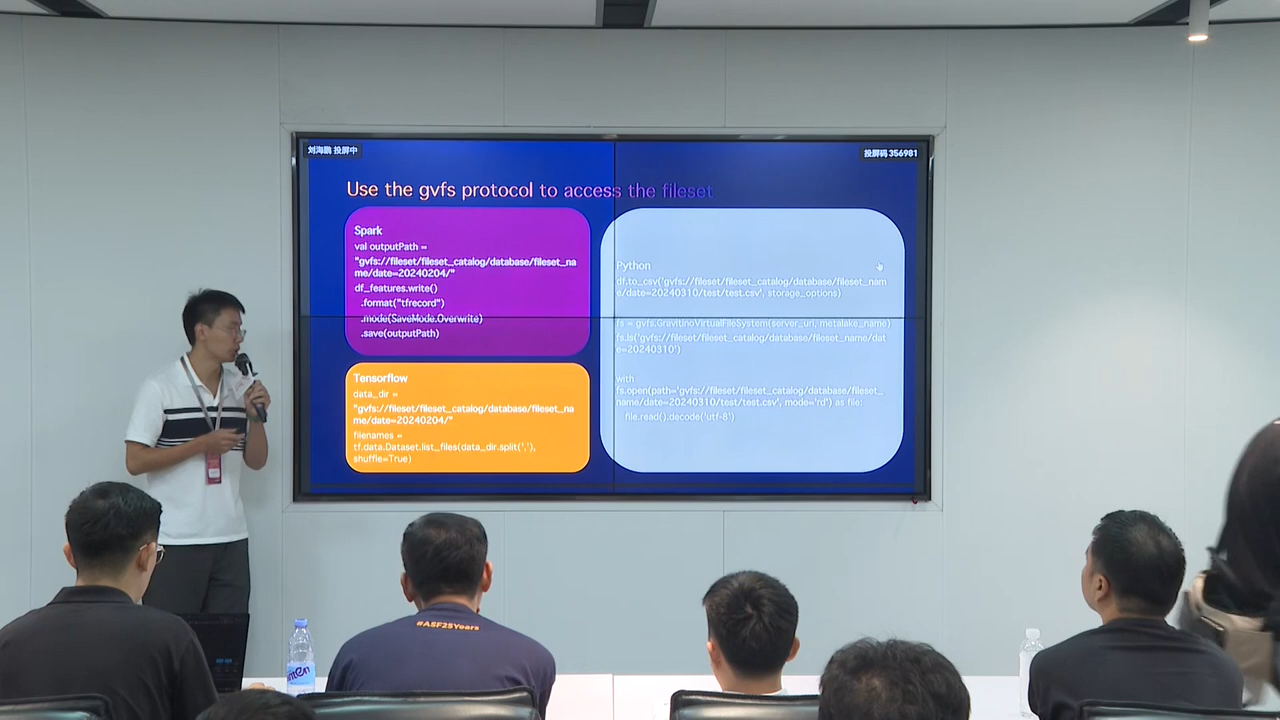 刘海鹏 投屏中
投屏码 356981
Use the gvfs protocol to access the fileset
Spark
val outputPath =
"gvfs://fileset/fileset_catalog/database/fileset_na
me/date=20240204/"
df_features.write()
.format("tfrecord")
.mode(SaveMode.Overwrite)
.save(outputPath)
Tensorflow
data_dir =
"gvfs://fileset/fileset_catalog/database/fileset_na
me/date=20240204/"
filenames =
tf.data.Dataset.list_files(data_dir.split(','),
shuffle=True)
Python
df.to_csv('gvfs://fileset/fileset_catalog/database/fileset_nam
e/date=20240310/test/test.csv', storage_options)
fs = gvfs.GravitinoVirtualFileSystem(server_uri, metalake_name)
fs.ls('gvfs://fileset/fileset_catalog/database/fileset_name/dat
e=20240310')
with
fs.open(path='gvfs://fileset/fileset_catalog/database/fileset_
name/date=20240310/test/test.csv', mode='rd') as file:
file.read().decode('utf-8')
#ASF25Years